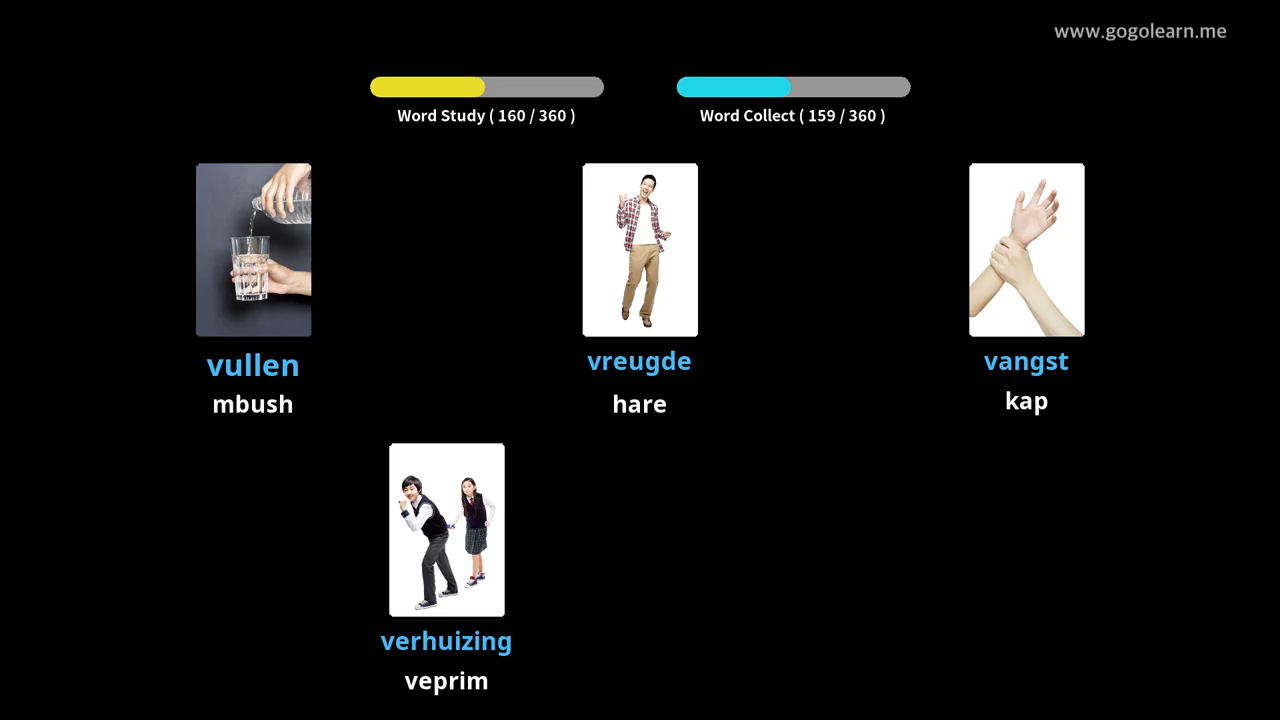 www.gogolearn.me
Word Study ( 160 / 360 )
Word Collect ( 159 / 360 )
vullen
mbush
vreugde
hare
vangst
kap
verhuizing
veprim